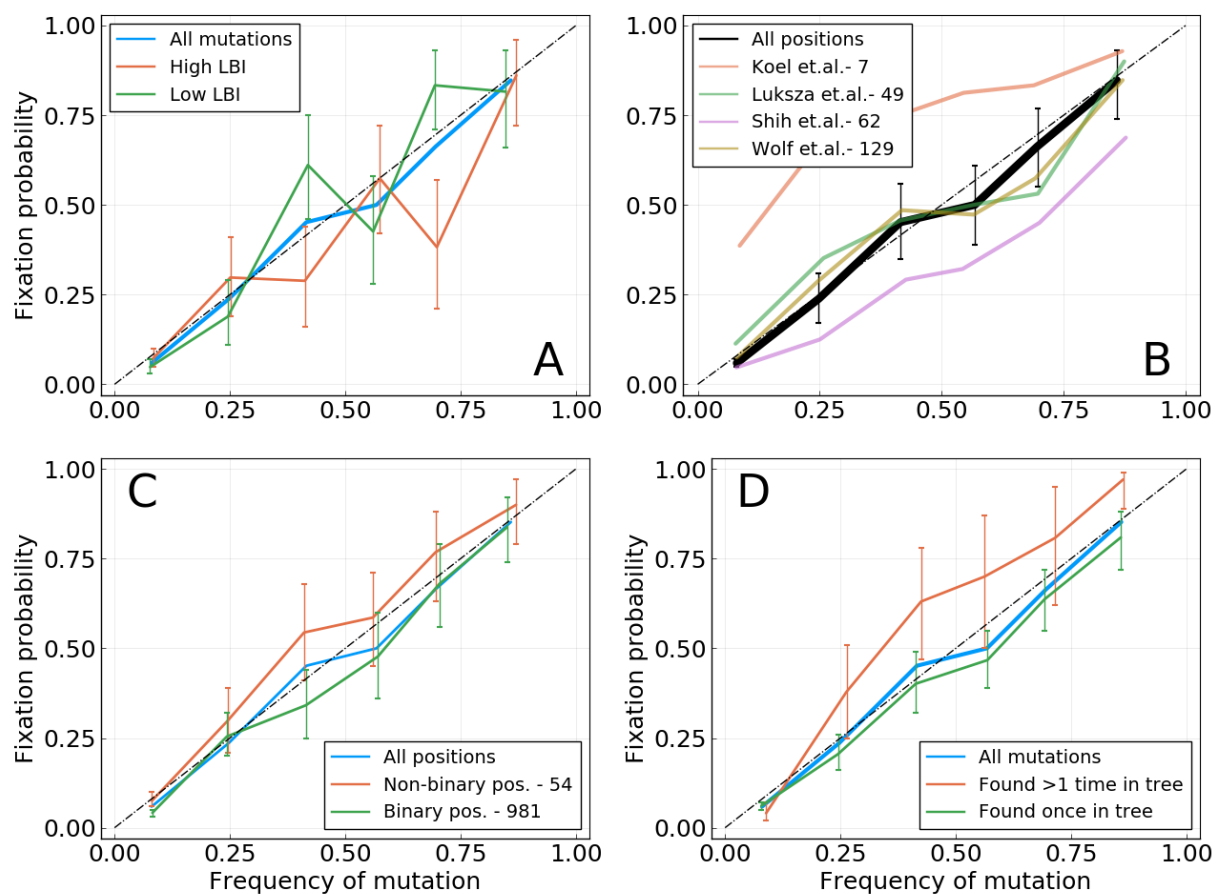 1.00
0.75
0.50
0.25
0.00
Fixation probability
All mutations
High LBI
Low LBI
A
0.00 0.25 0.50 0.75 1.00
1.00
0.75
0.50
0.25
0.00
All positions
Koel et.al.- 7
Luksza et.al.- 49
Shih et.al.- 62
Wolf et.al.- 129
B
0.00 0.25 0.50 0.75 1.00
1.00
0.75
0.50
0.25
0.00
Fixation probability
C
All positions
Non-binary pos. - 54
Binary pos. - 981
0.00 0.25 0.50 0.75 1.00
Frequency of mutation
1.00
0.75
0.50
0.25
0.00
Fixation probability
D
All mutations
Found >1 time in tree
Found once in tree
0.00 0.25 0.50 0.75 1.00
Frequency of mutation